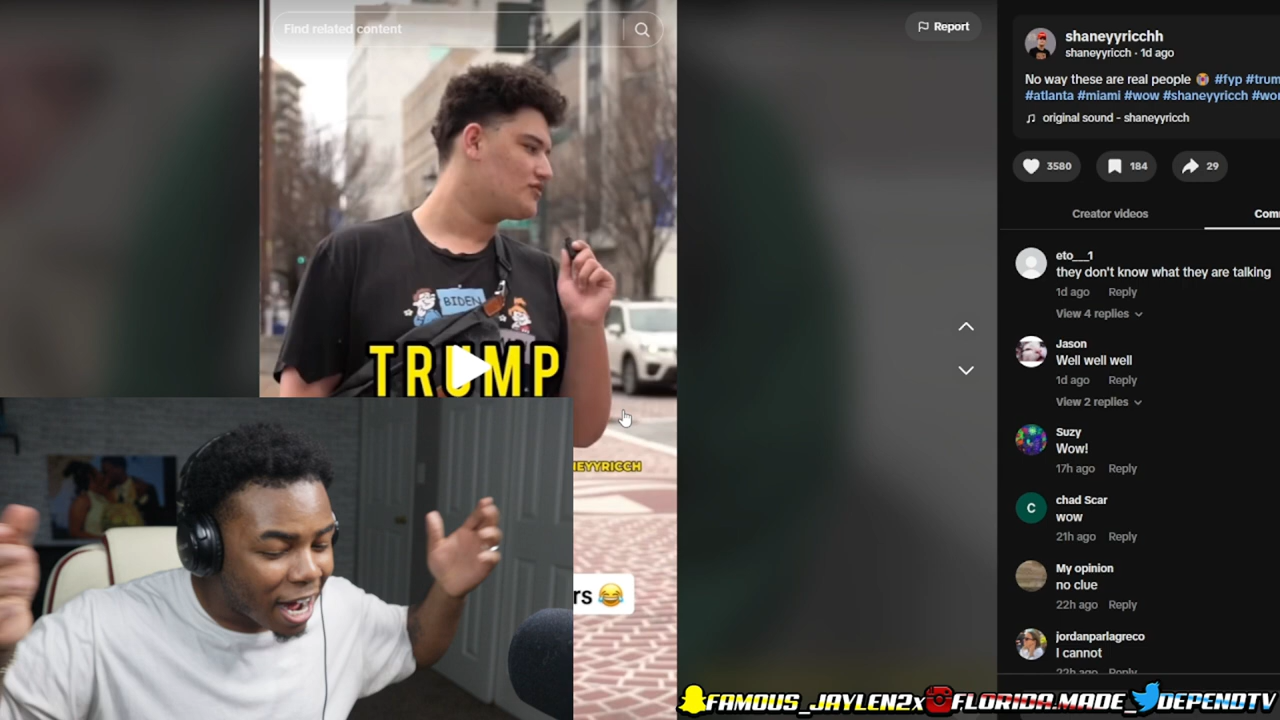 Find related content
Report
BIDEN
TRUMP
NEYYRICCH
rs 😂
shaneyyricchh
shaneyyricch · 1d ago
No way these are real people #fyp #trum
#atlanta #miami #wow #shaneyyricch #wor
original sound - shaneyyricch
3580
184
29
Creator videos
Com
eto__1
they don't know what they are talking
1d ago Reply
View 4 replies
Jason
Well well well
1d ago Reply
View 2 replies
Suzy
Wow!
17h ago Reply
C
chad Scar
wow
21h ago Reply
My opinion
no clue
22h ago Reply
jordanparlagreco
I cannot
22h ago Reply
FAMOUS_JAYLEN2x FLORIDA.MADE_ DEPENDTV